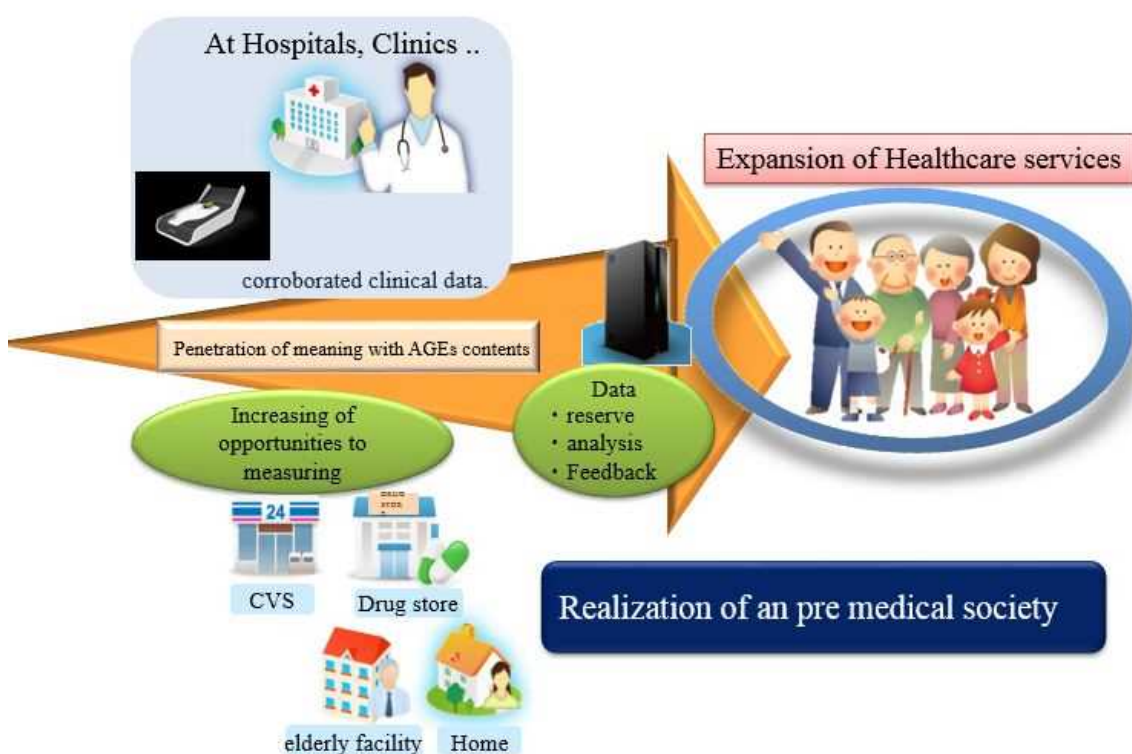 At Hospitals, Clinics ..
corroborated clinical data.
Expansion of Healthcare services
Penetration of meaning with AGEs contents
Increasing of
opportunities to
measuring
Data
・reserve
・analysis
・Feedback
24
DRUG
STOR
CVS
Drug store
elderly facility
Home
Realization of an pre medical society